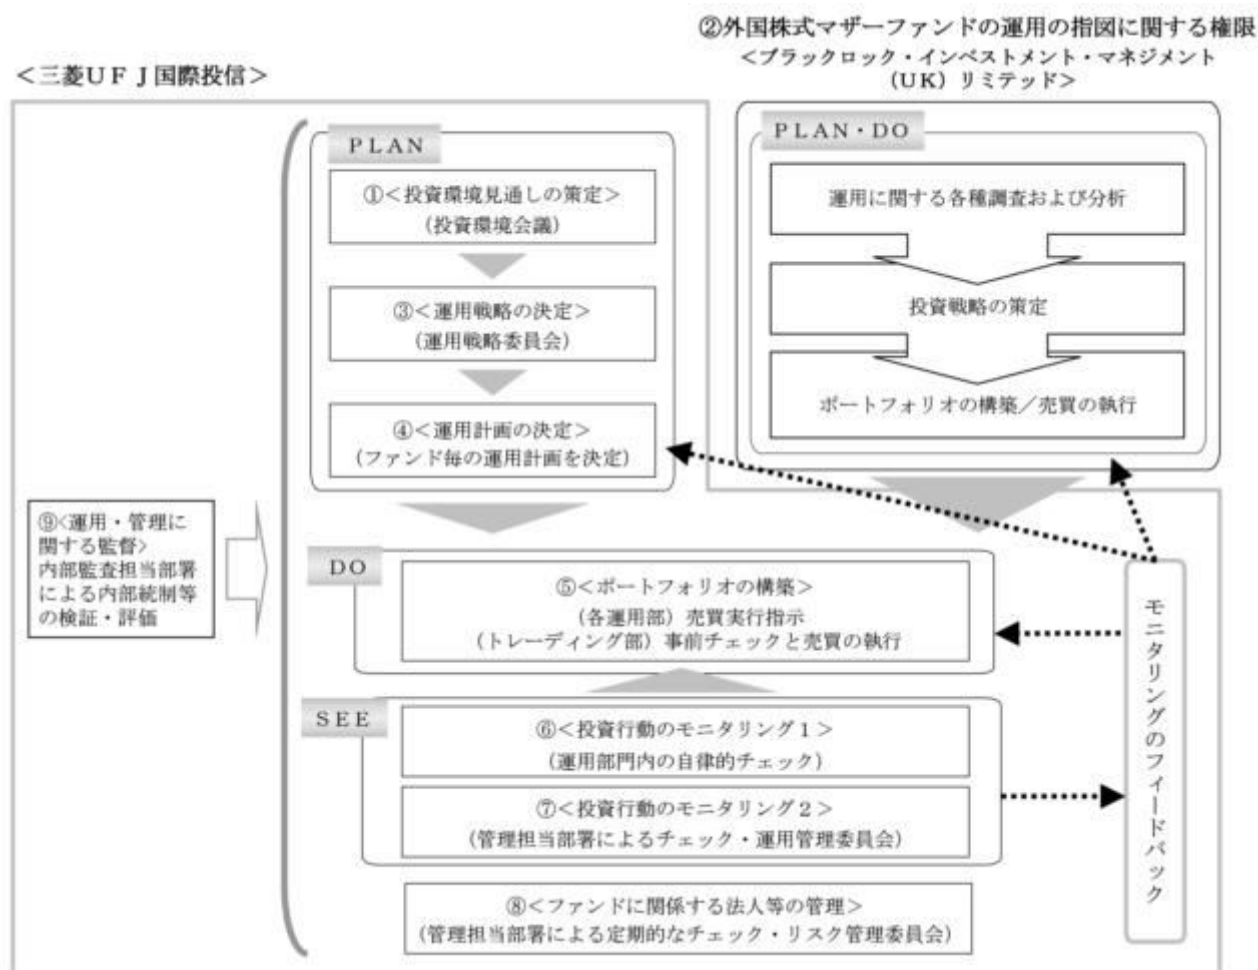 ②外国株式マザーファンドの運用の指図に関する権限
<ブラックロック・インベストメント・マネジメント
(UK)リミテッド>
<三菱UFJ国際投信>
PLAN
①<投資環境見通しの策定>
(投資環境会議)
③<運用戦略の決定>
(運用戦略委員会)
④<運用計画の決定>
(ファンド毎の運用計画を決定)
PLAN・DO
運用に関する各種調査および分析
投資戦略の策定
ポートフォリオの構築/売買の執行
⑨<運用・管理に
関する監督>
内部監査担当部署
による内部統制等
の検証・評価
DO
⑤<ポートフォリオの構築>
(各運用部)売買実行指示
(トレーディング部)事前チェックと売買の執行
SEE
⑥<投資行動のモニタリング1>
(運用部門内の自律的チェック)
⑦<投資行動のモニタリング2>
(管理担当部署によるチェック・運用管理委員会)
⑧<ファンドに関係する法人等の管理>
(管理担当部署による定期的なチェック・リスク管理委員会)
モニタリングのフィードバック